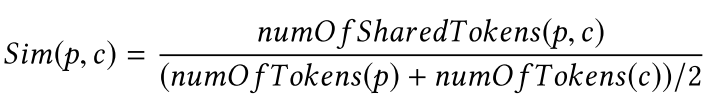 Sim(p, c) = numOfSharedTokens(p, c) / (numOfTokens(p) + numOfTokens(c))/2